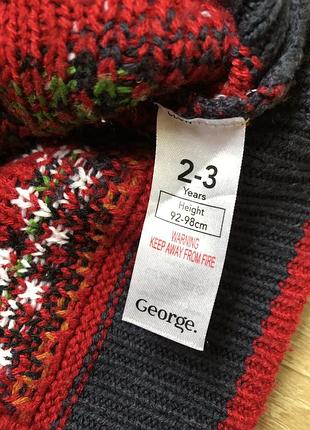 2-3
Years
Height
92-98cm
WARNING
KEEP AWAY FROM FIRE
George.